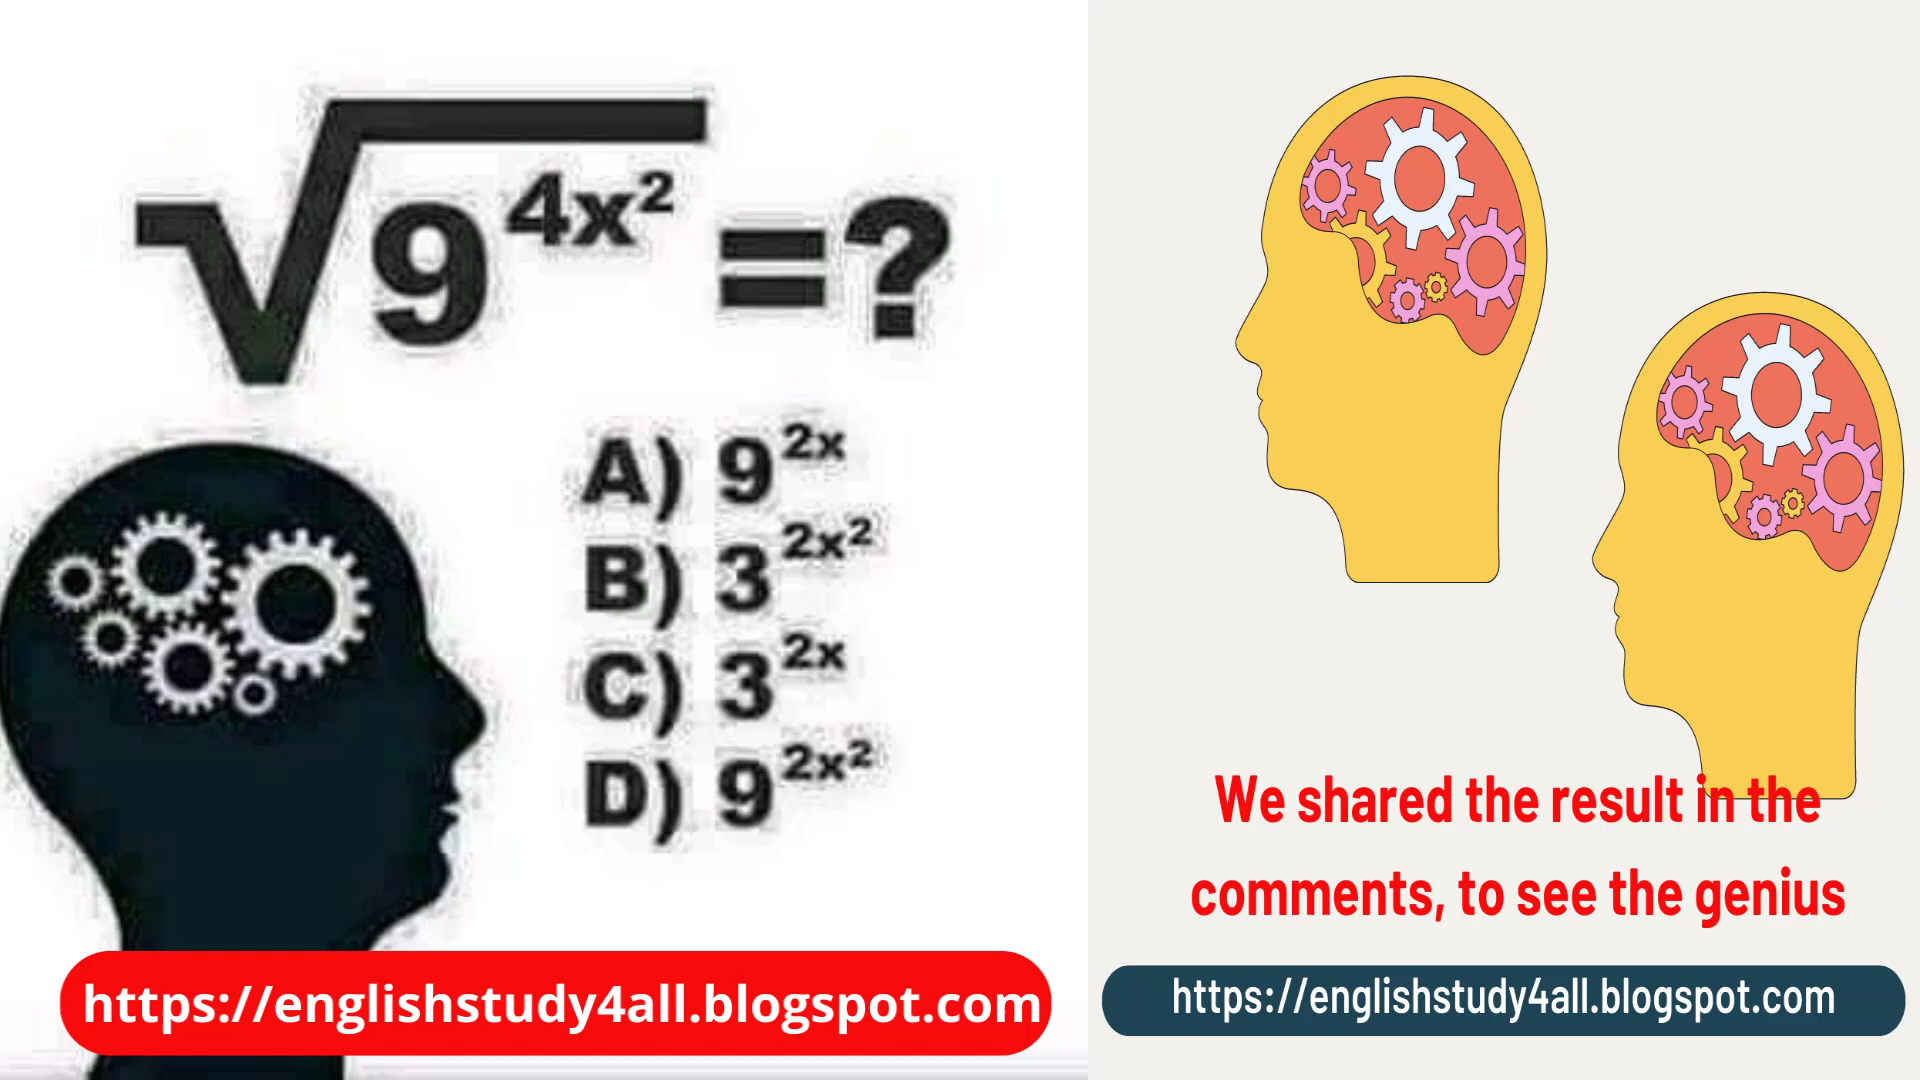 √9^4x² =?
A) 9^2x
B) 3^2x²
C) 3^2x
D) 9^2x²
https://englishstudy4all.blogspot.com
We shared the result in the
comments, to see the genius
https://englishstudy4all.blogspot.com